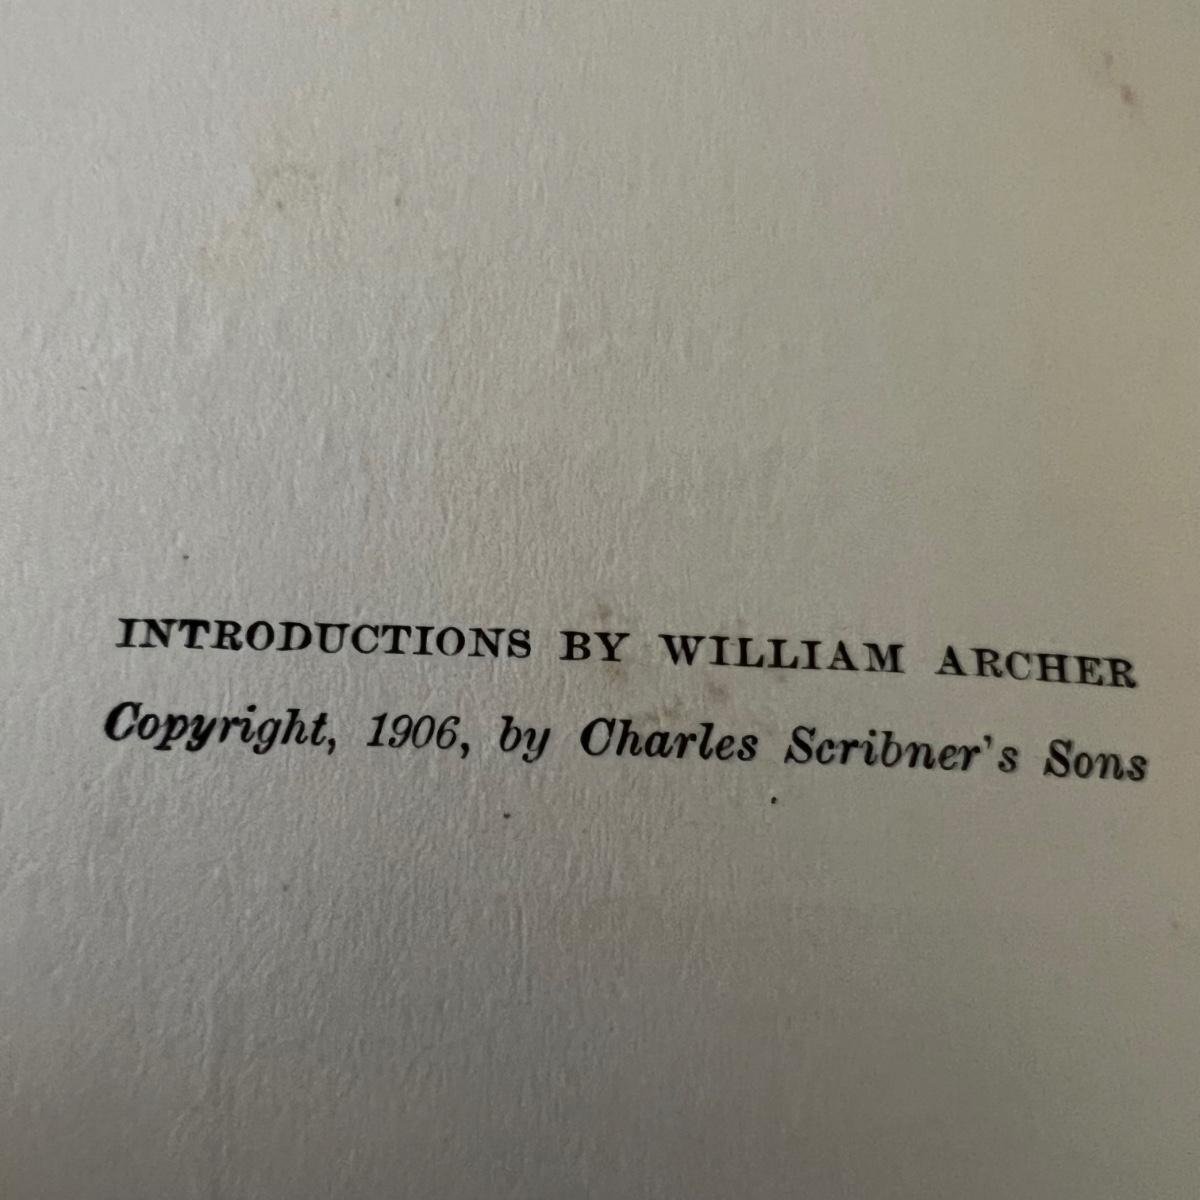 INTRODUCTIONS BY WILLIAM ARCHER
Copyright, 1906, by Charles Scribner's Sons